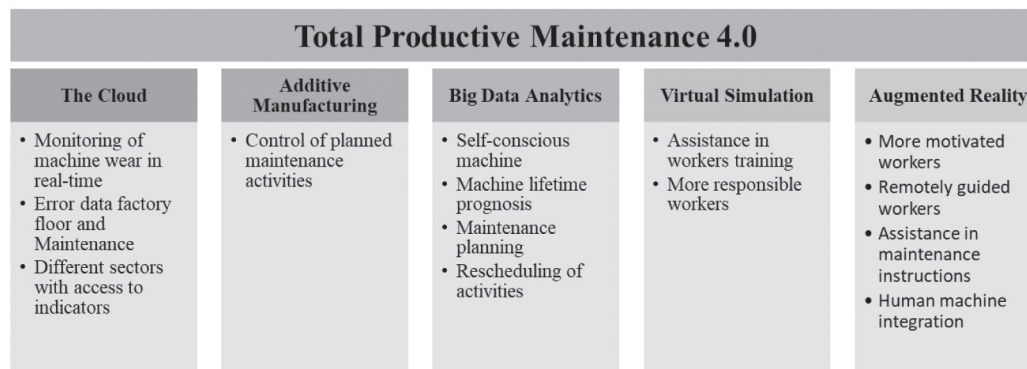 Total Productive Maintenance 4.0
The Cloud
• Monitoring of
machine wear in
real-time
• Error data factory
floor and
Maintenance
• Different sectors
with access to
indicators
Additive
Manufacturing
• Control of planned
maintenance
activities
Big Data Analytics
• Self-conscious
machine
• Machine lifetime
prognosis
• Maintenance
planning
• Rescheduling of
activities
Virtual Simulation
• Assistance in
workers training
• More responsible
workers
Augmented Reality
• More motivated
workers
• Remotely guided
workers
• Assistance in
maintenance
instructions
• Human machine
integration